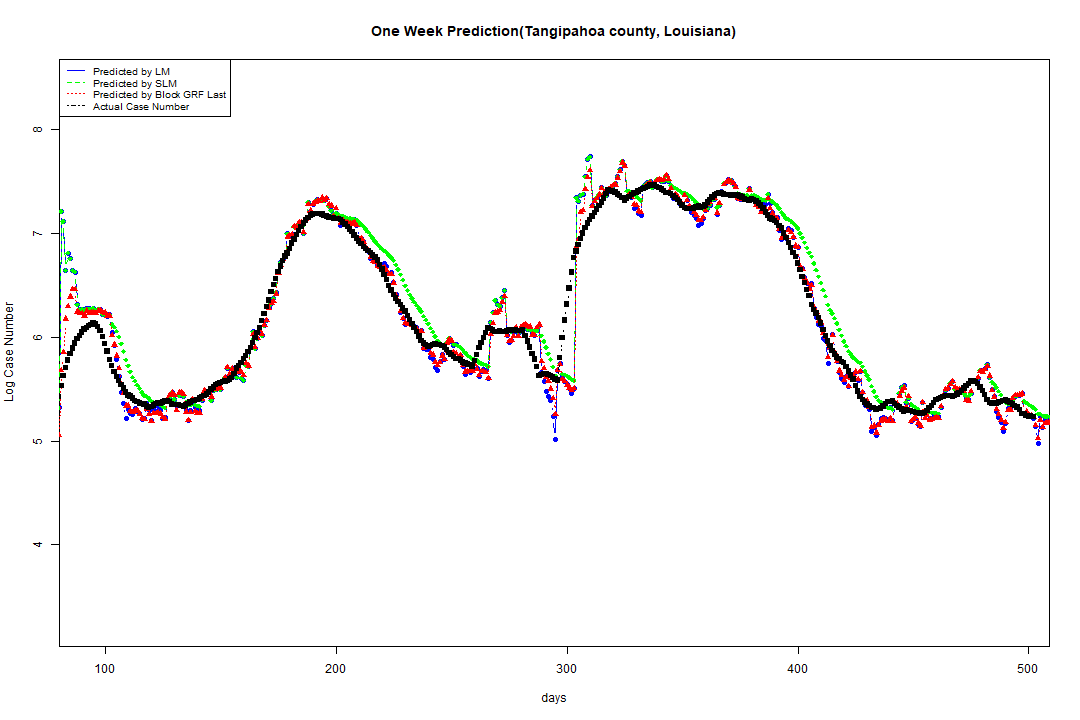 One Week Prediction(Tangipahoa county, Louisiana)
Predicted by LM
Predicted by SLM
Predicted by Block GRF Last
Actual Case Number
8
7
6
5
4
Log Case Number
100 200 300 400 500
days